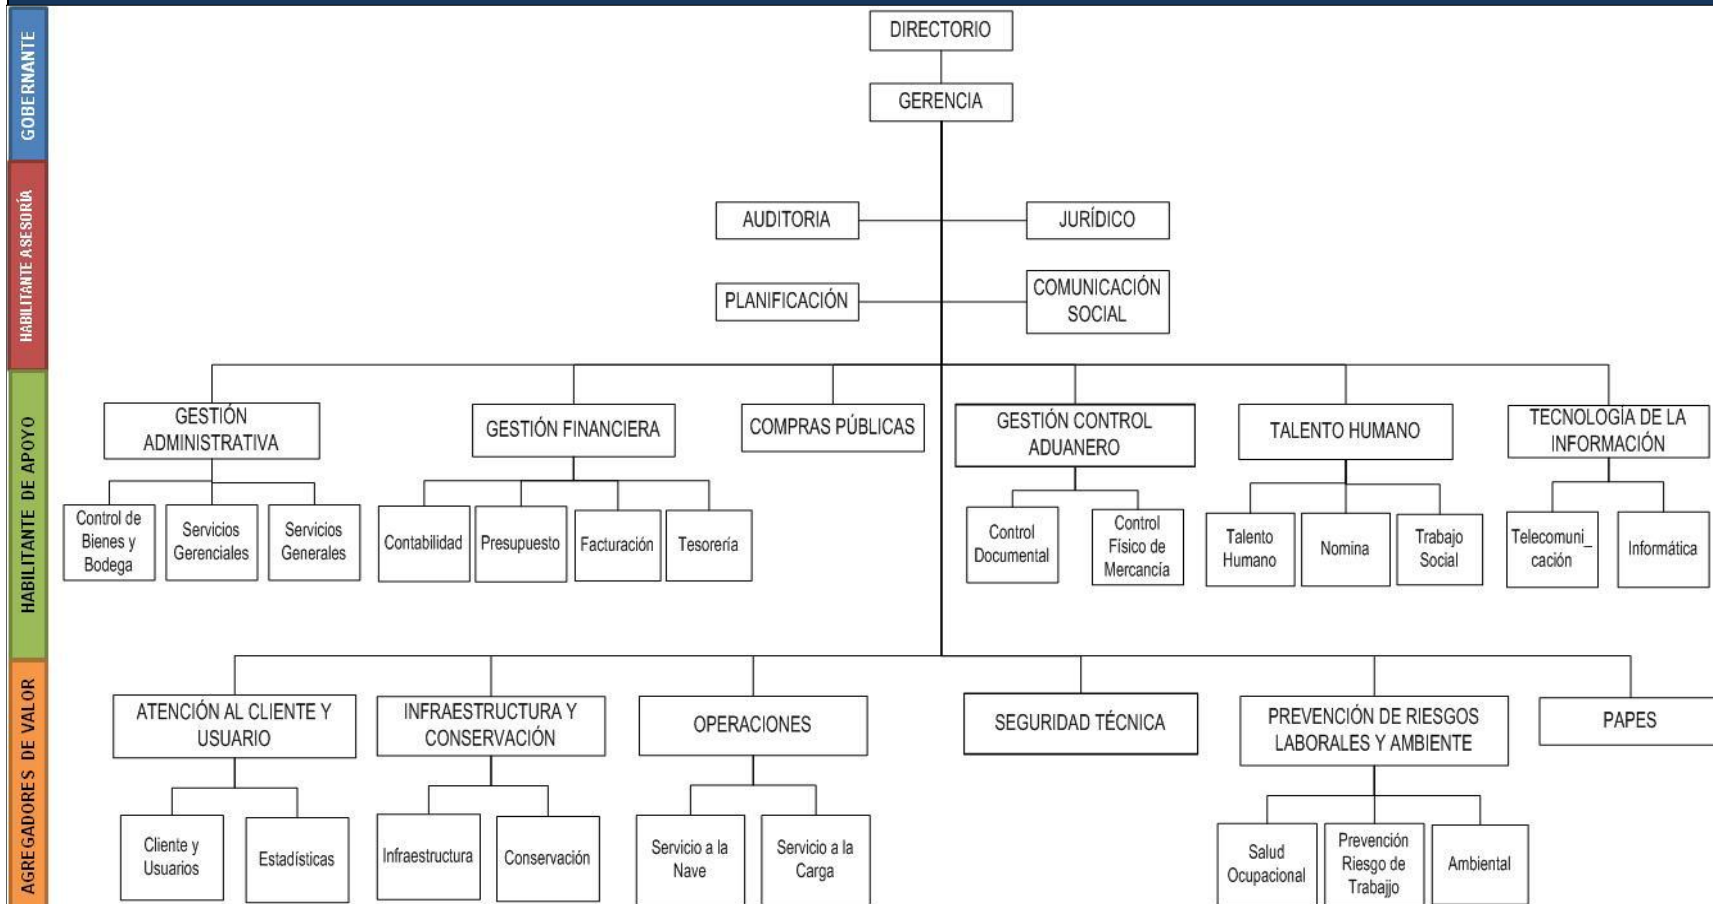 GOBERNANTE
DIRECTORIO
GERENCIA
HABILITANTE ASESORÍA
AUDITORIA
JURÍDICO
PLANIFICACIÓN
COMUNICACIÓN
SOCIAL
HABILITANTE DE APOYO
GESTIÓN
ADMINISTRATIVA
GESTIÓN FINANCIERA
COMPRAS PÚBLICAS
GESTIÓN CONTROL
ADUANERO
TALENTO HUMANO
TECNOLOGÍA DE LA
INFORMACIÓN
Control de
Bienes y
Bodega
Servicios
Gerenciales
Servicios
Generales
Contabilidad
Presupuesto
Facturación
Tesorería
Control
Documental
Control
Físico de
Mercancía
Talento
Humano
Nomina
Trabajo
Social
Telecomuni_
cación
Informática
AGREGADORES DE VALOR
ATENCIÓN AL CLIENTE Y
USUARIO
INFRAESTRUCTURA Y
CONSERVACIÓN
OPERACIONES
SEGURIDAD TÉCNICA
PREVENCIÓN DE RIESGOS
LABORALES Y AMBIENTE
PAPES
Cliente y
Usuarios
Estadísticas
Infraestructura
Conservación
Servicio a la
Nave
Servicio a la
Carga
Salud
Ocupacional
Prevención
Riesgo de
Trabajjo
Ambiental